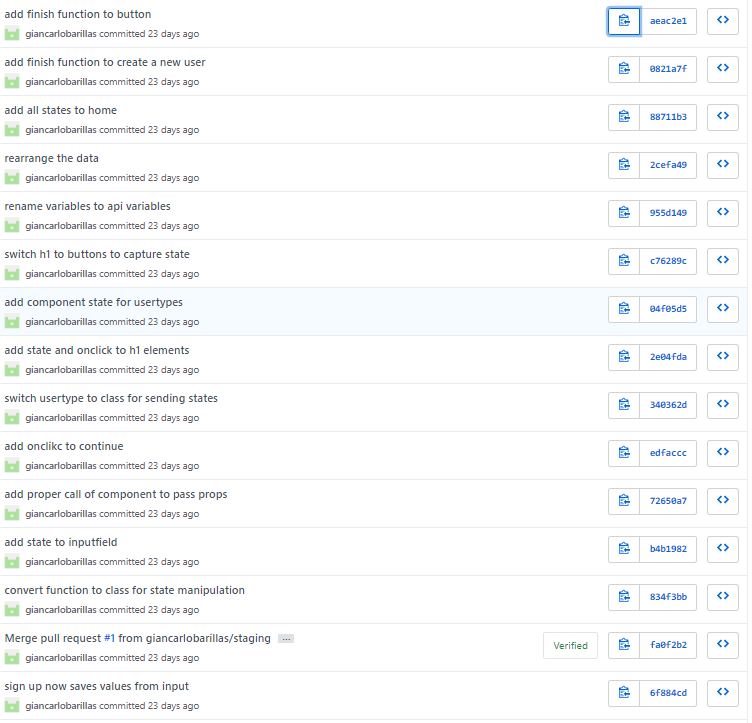 add finish function to button
aeac2e1
giancarlobarillas committed 23 days ago
add finish function to create a new user
0821a7f
giancarlobarillas committed 23 days ago
add all states to home
88711b3
giancarlobarillas committed 23 days ago
rearrange the data
2cefa49
giancarlobarillas committed 23 days ago
rename variables to api variables
955d149
giancarlobarillas committed 23 days ago
switch h1 to buttons to capture state
c76289c
giancarlobarillas committed 23 days ago
add component state for usertypes
04f05d5
giancarlobarillas committed 23 days ago
add state and onclick to h1 elements
2e04fda
giancarlobarillas committed 23 days ago
switch usertype to class for sending states
340362d
giancarlobarillas committed 23 days ago
add onclikc to continue
edfaccc
giancarlobarillas committed 23 days ago
add proper call of component to pass props
72650a7
giancarlobarillas committed 23 days ago
add state to inputfield
b4b1982
giancarlobarillas committed 23 days ago
convert function to class for state manipulation
834f3bb
giancarlobarillas committed 23 days ago
Merge pull request #1 from giancarlobarillas/staging ...
Verified
fa0f2b2
giancarlobarillas committed 23 days ago
sign up now saves values from input
6f884cd
giancarlobarillas committed 23 days ago